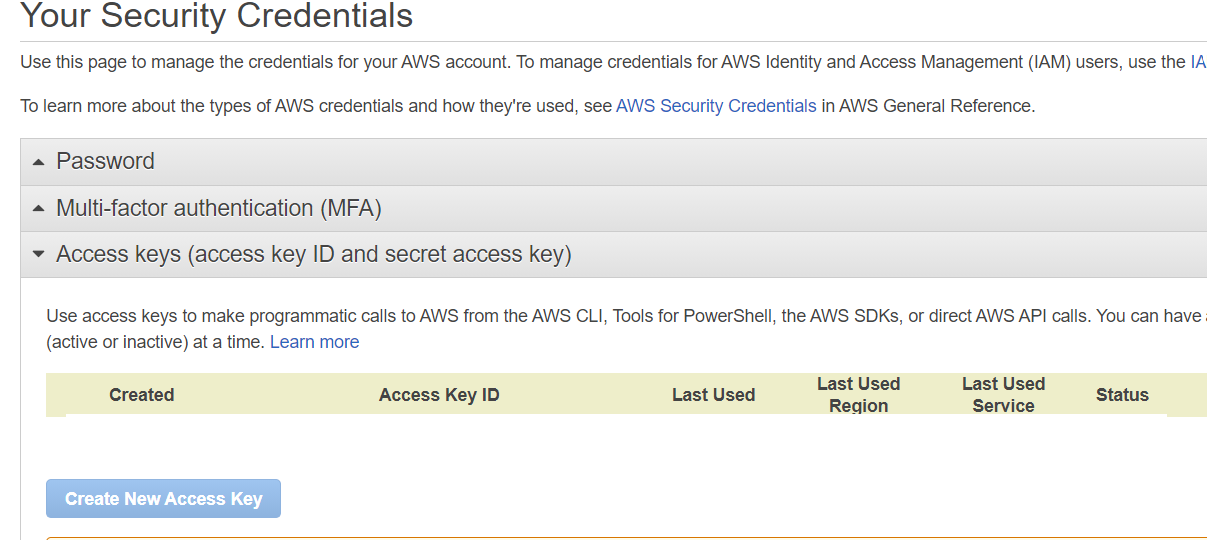 Your Security Credentials
Use this page to manage the credentials for your AWS account. To manage credentials for AWS Identity and Access Management (IAM) users, use the IA
To learn more about the types of AWS credentials and how they're used, see AWS Security Credentials in AWS General Reference.
Password
Multi-factor authentication (MFA)
Access keys (access key ID and secret access key)
Use access keys to make programmatic calls to AWS from the AWS CLI, Tools for PowerShell, the AWS SDKs, or direct AWS API calls. You can have
(active or inactive) at a time. Learn more
Created Access Key ID Last Used Last Used Region Last Used Service Status
Create New Access Key